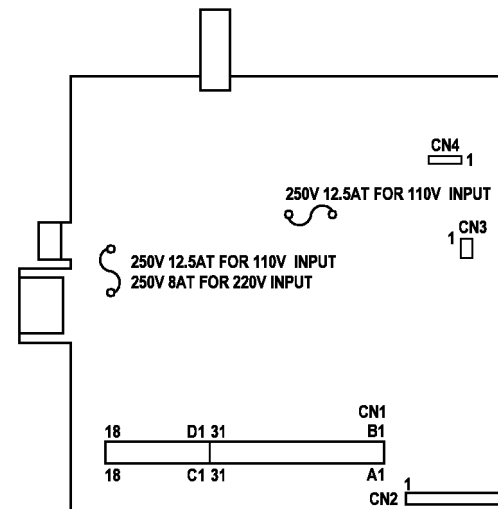 CN4
1
250V 12.5AT FOR 110V INPUT
CN3
1
250V 12.5AT FOR 110V INPUT
250V 8AT FOR 220V INPUT
CN1
18 D1 31 B1
18 C1 31 A1
1
CN2